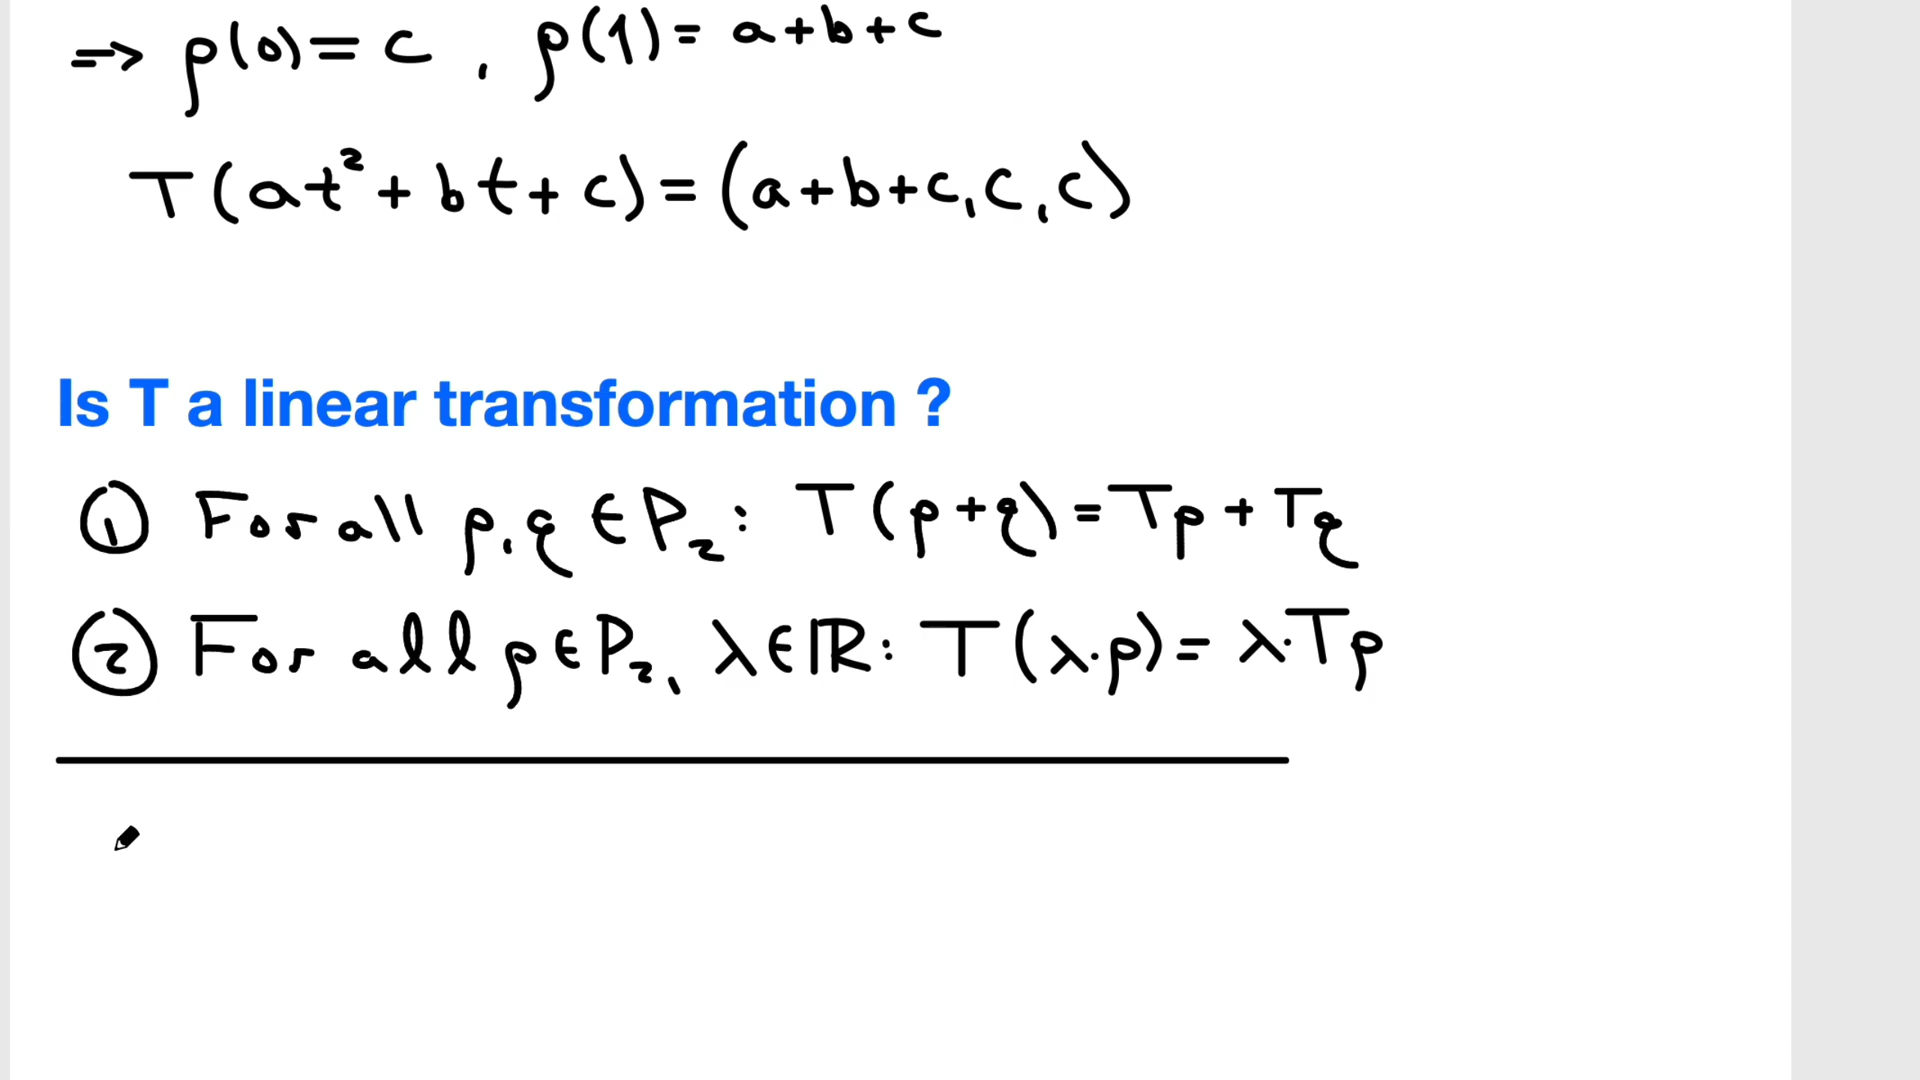 ⇒ p(0) = c , p(1) = a+b+c
T(at² + bt + c) = (a+b+c, c, c)
Is T a linear transformation ?
① For all p, q ∈ P₂ : T(p+q) = Tp + Tq
② For all p ∈ P₂, λ ∈ ℝ : T(λ·p) = λ·Tp